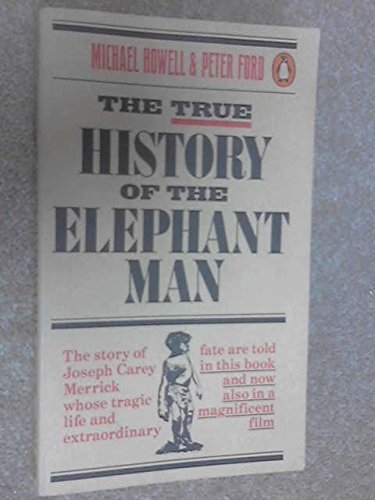 MICHAEL HOWELL & PETER FORD
THE TRUE
HISTORY
OF THE
ELEPHANT
MAN
The story of
Joseph Carey
Merrick
whose tragic
life and
extraordinary
fate are told
in this book
and now
also in a
magnificent
film